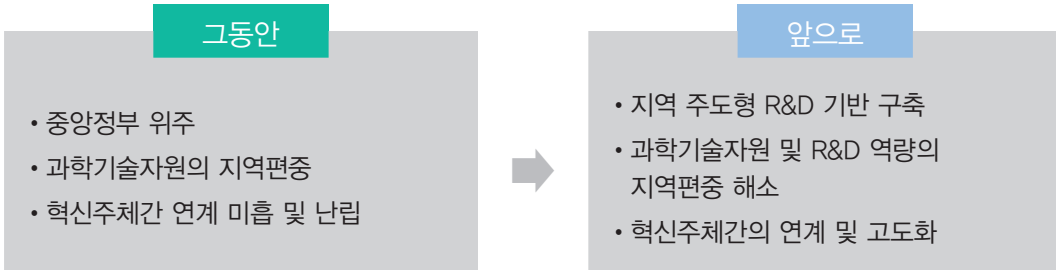 그동안
• 중앙정부 위주
• 과학기술자원의 지역편중
• 혁신주체간 연계 미흡 및 난립
앞으로
• 지역 주도형 R&D 기반 구축
• 과학기술자원 및 R&D 역량의
지역편중 해소
• 혁신주체간의 연계 및 고도화